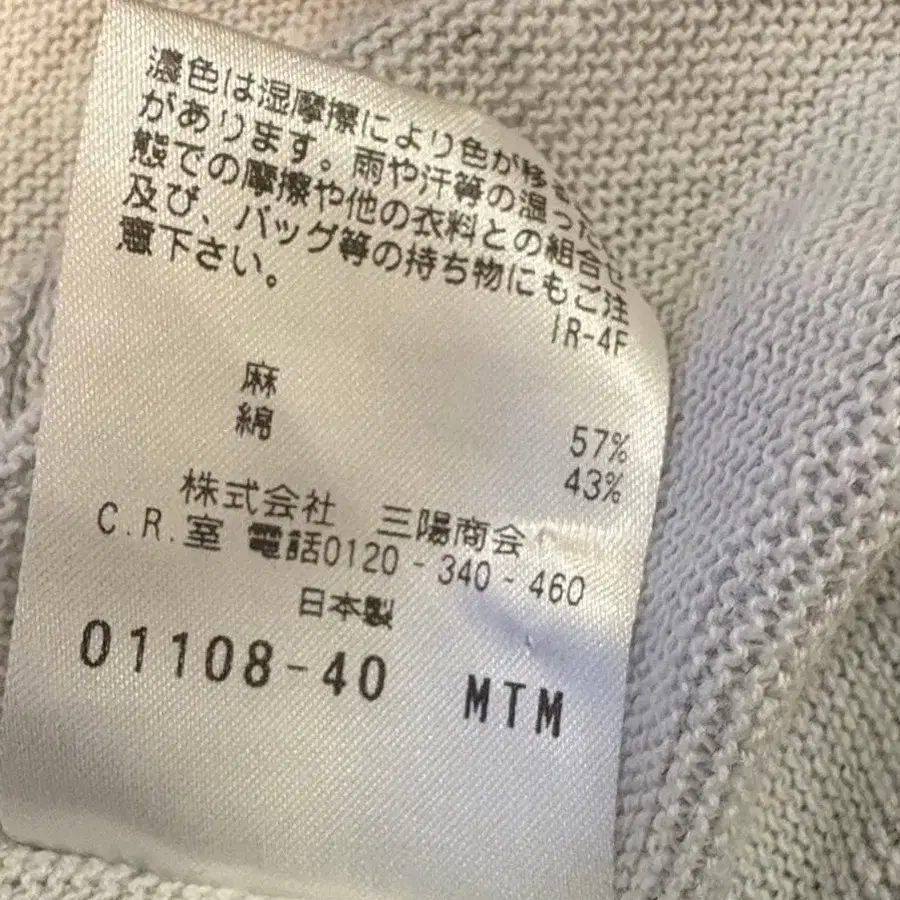 濃色は湿摩擦により色が移る
があります。雨や汗等の湿った
態での摩擦や他の衣料との組合せ
及び、バッグ等の持ち物にもご注
意下さい。
IR-4F
麻 57%
綿 43%
株式会社 三陽商会
C.R.室 電話0120-340-460
日本製
01108-40 MTM